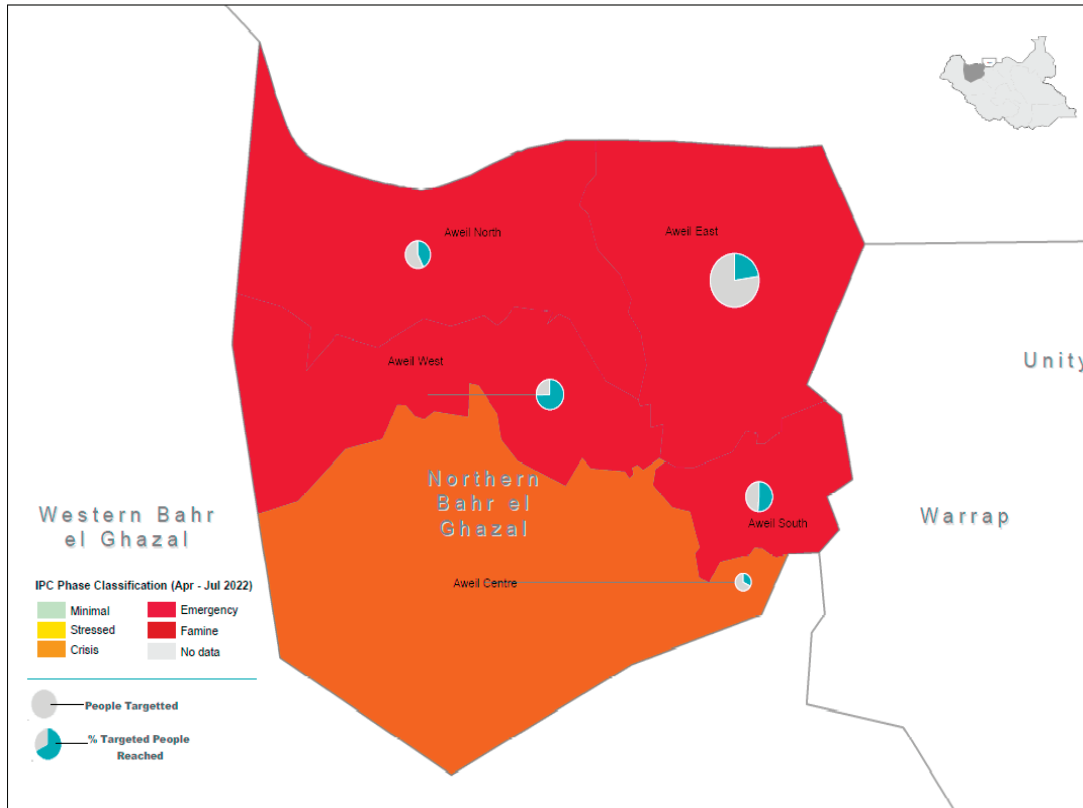 Aweil North
Aweil East
Unity
Aweil West
Northern
Bahr el
Ghazal
Western Bahr
el Ghazal
Warrap
Aweil South
Aweil Centre
IPC Phase Classification (Apr - Jul 2022)
Minimal
Emergency
Stressed
Famine
Crisis
No data
People Targetted
% Targeted People
Reached